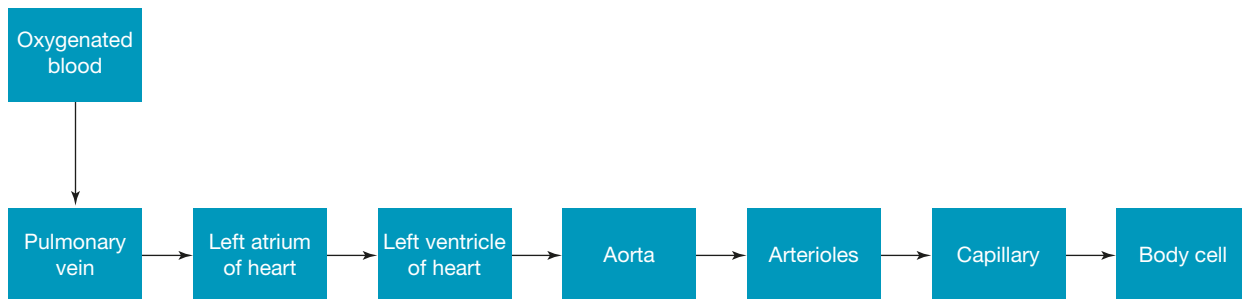 Oxygenated
blood
Pulmonary
vein
Left atrium
of heart
Left ventricle
of heart
Aorta
Arterioles
Capillary
Body cell